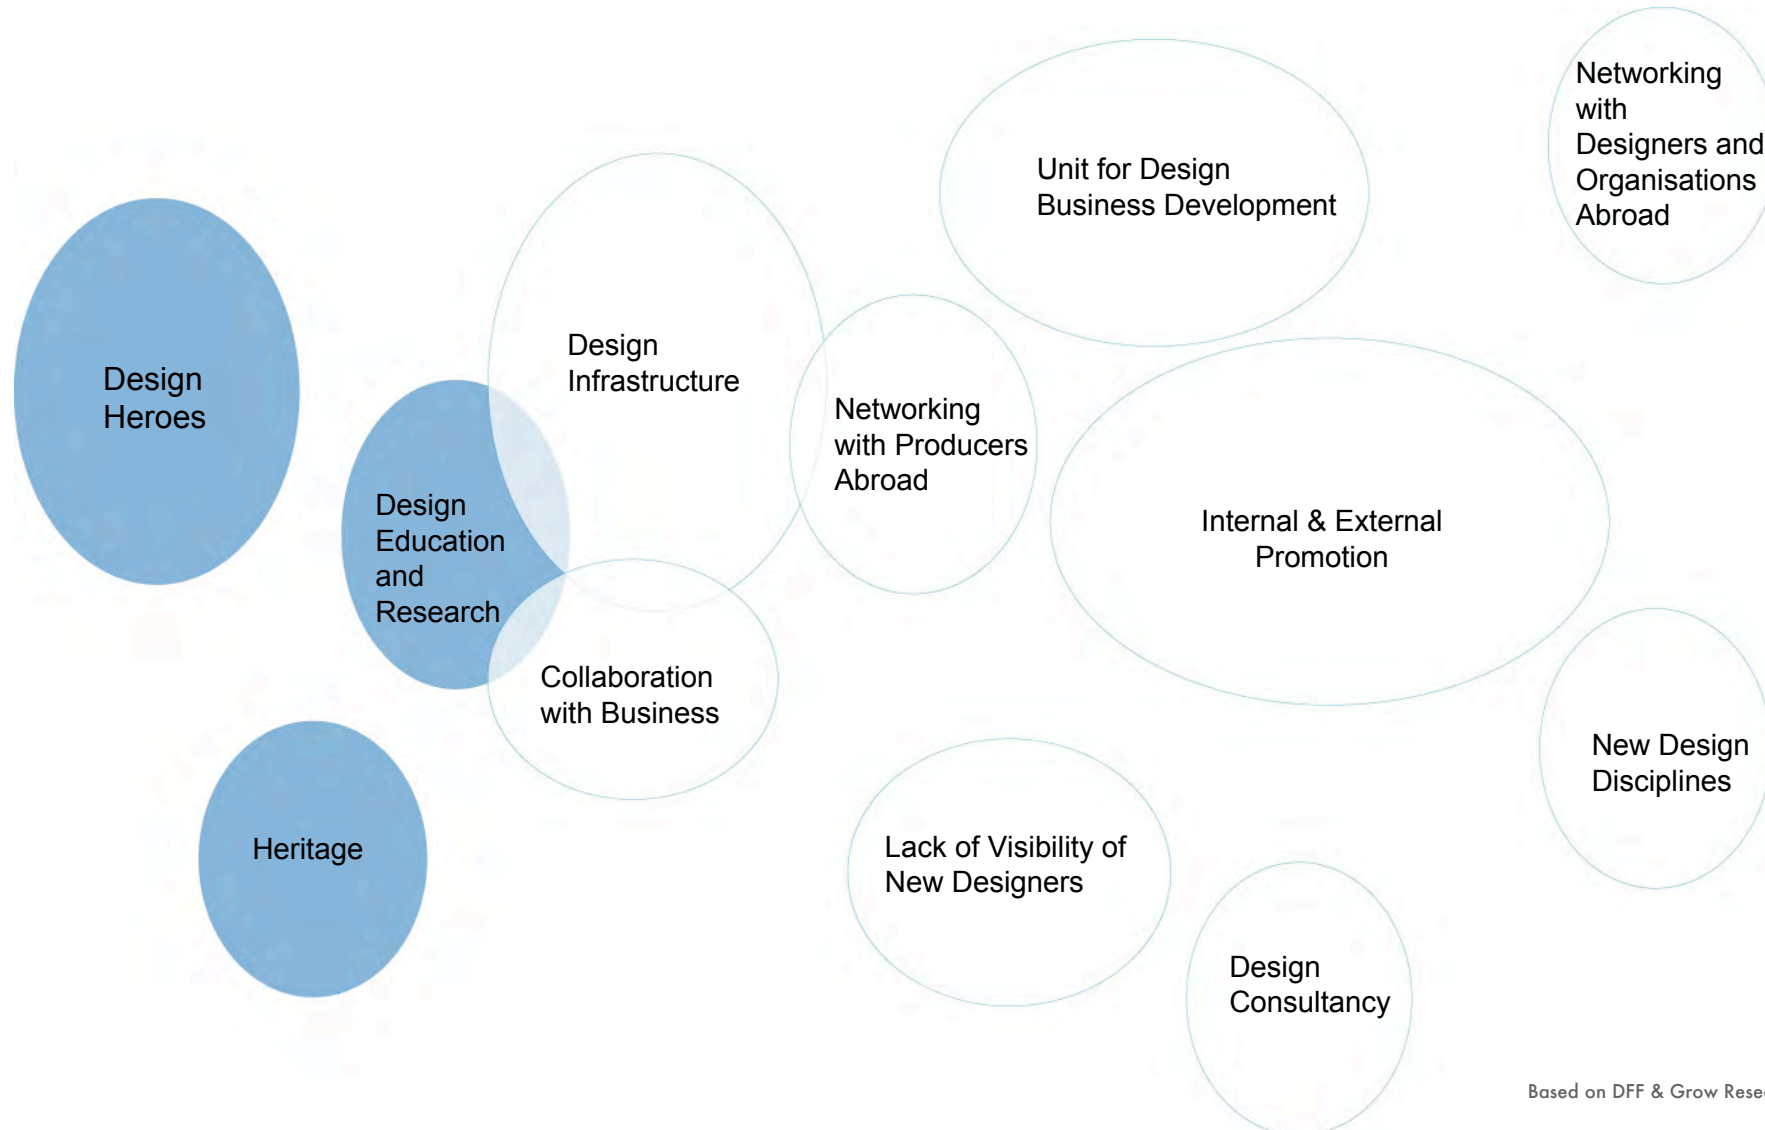 Networking
with
Designers and
Organisations
Abroad
Unit for Design
Business Development
Design
Heroes
Design
Infrastructure
Networking
with Producers
Abroad
Design
Education
and
Research
Internal & External
Promotion
Collaboration
with Business
New Design
Disciplines
Heritage
Lack of Visibility of
New Designers
Design
Consultancy
Based on DFF & Grow